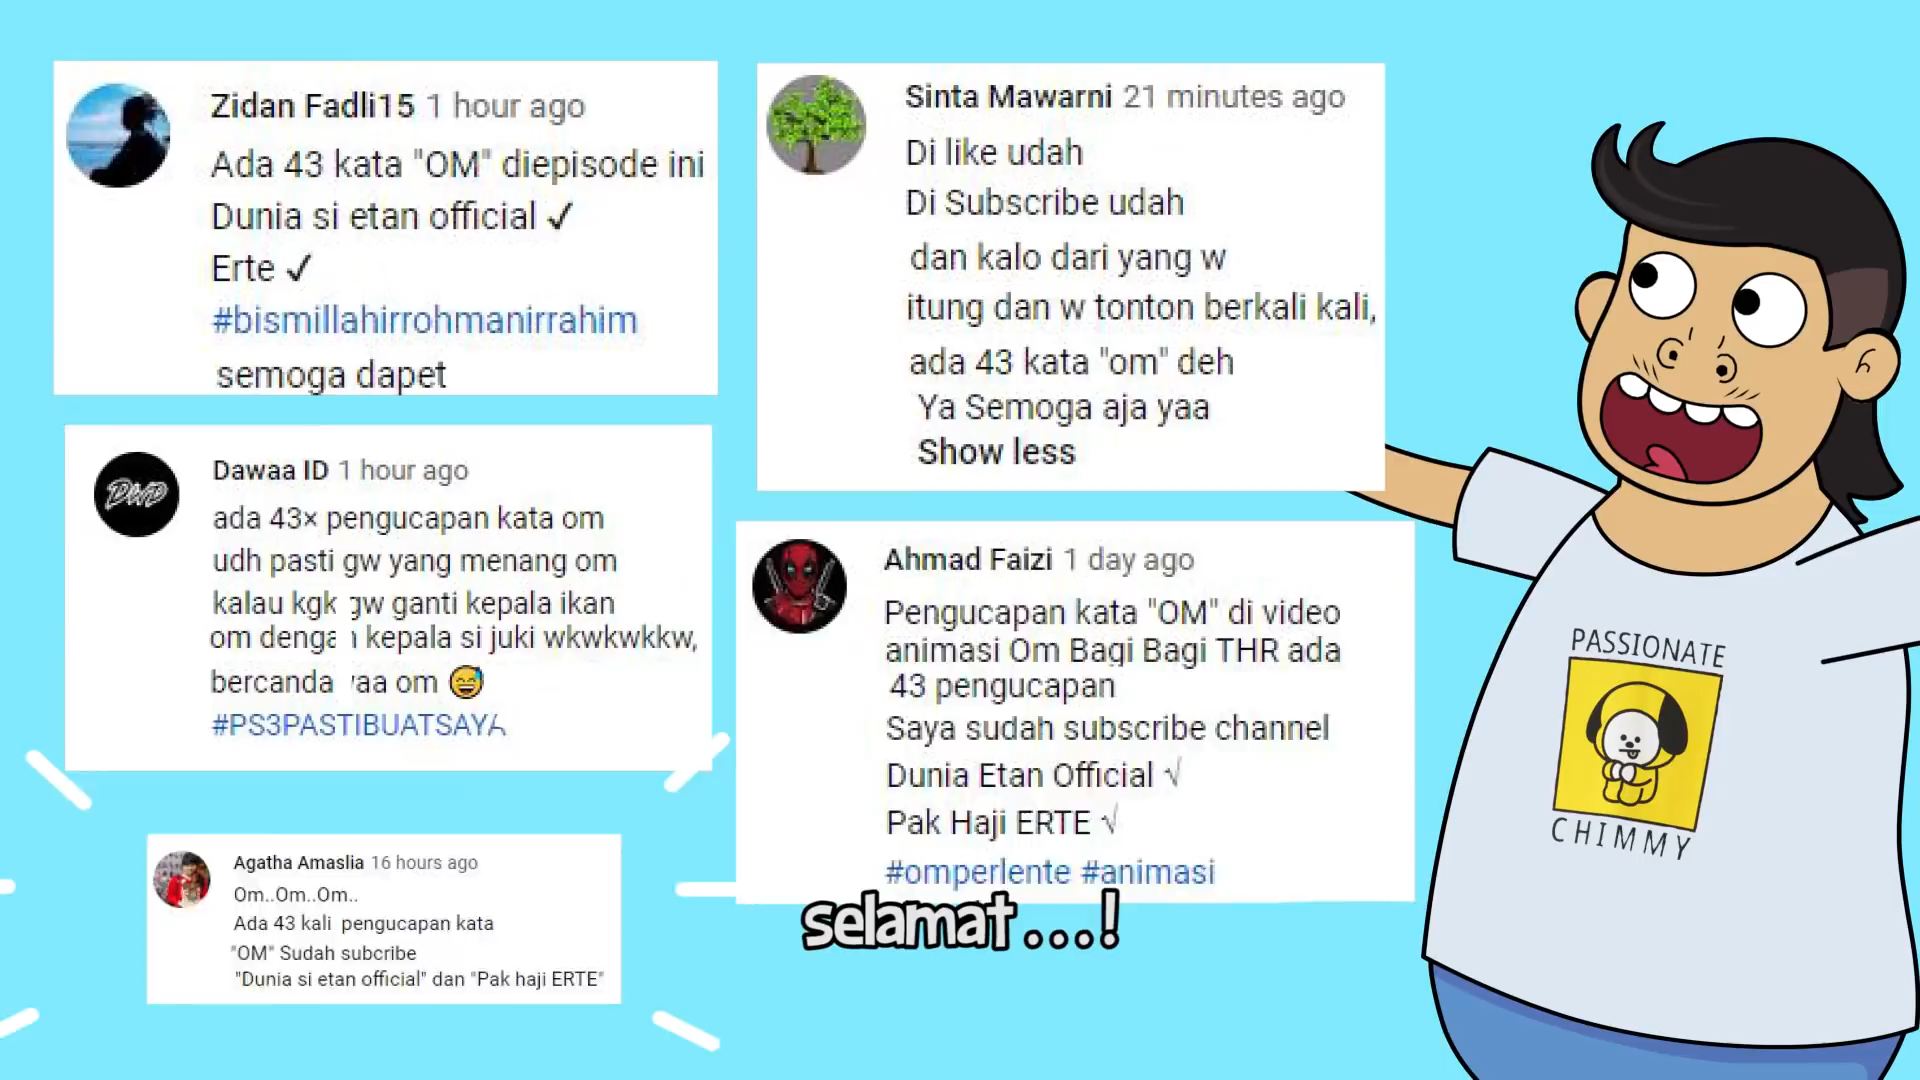 Zidan Fadli15 1 hour ago
Ada 43 kata "OM" diepisode ini
Dunia si etan official ✓
Erte ✓
#bismillahirrohmanirrahim
semoga dapet
Sinta Mawarni 21 minutes ago
Di like udah
Di Subscribe udah
dan kalo dari yang w
itung dan w tonton berkali kali,
ada 43 kata "om" deh
Ya Semoga aja yaa
Show less
DWD
Dawaa ID 1 hour ago
ada 43× pengucapan kata om
udh pasti gw yang menang om
kalau kgk gw ganti kepala ikan
om dengan kepala si juki wkwkwkkw,
bercanda yaa om 😅
#PS3PASTIBUATSAYA
Ahmad Faizi 1 day ago
Pengucapan kata "OM" di video
animasi Om Bagi Bagi THR ada
43 pengucapan
Saya sudah subscribe channel
Dunia Etan Official √
Pak Haji ERTE √
#omperlente #animasi
Agatha Amaslia 16 hours ago
Om..Om..Om..
Ada 43 kali pengucapan kata
"OM" Sudah subcribe
"Dunia si etan official" dan "Pak haji ERTE"
selamat...!
PASSIONATE
CHIMMY